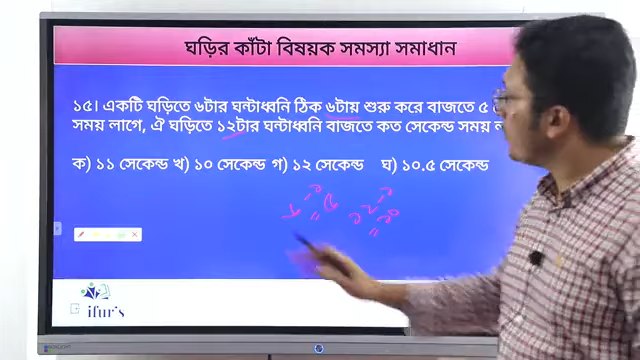 ঘড়ির কাঁটা বিষয়ক সমস্যা সমাধান
১৫। একটি ঘড়িতে ৬টার ঘন্টাধ্বনি ঠিক ৬টায় শুরু করে বাজতে ৫
সময় লাগে, ঐ ঘড়িতে ১২টার ঘন্টাধ্বনি বাজতে কত সেকেন্ড সময়
ক) ১১ সেকেন্ড খ) ১০ সেকেন্ড গ) ১২ সেকেন্ড ঘ) ১০.৫ সেকেন্ড
ifur's